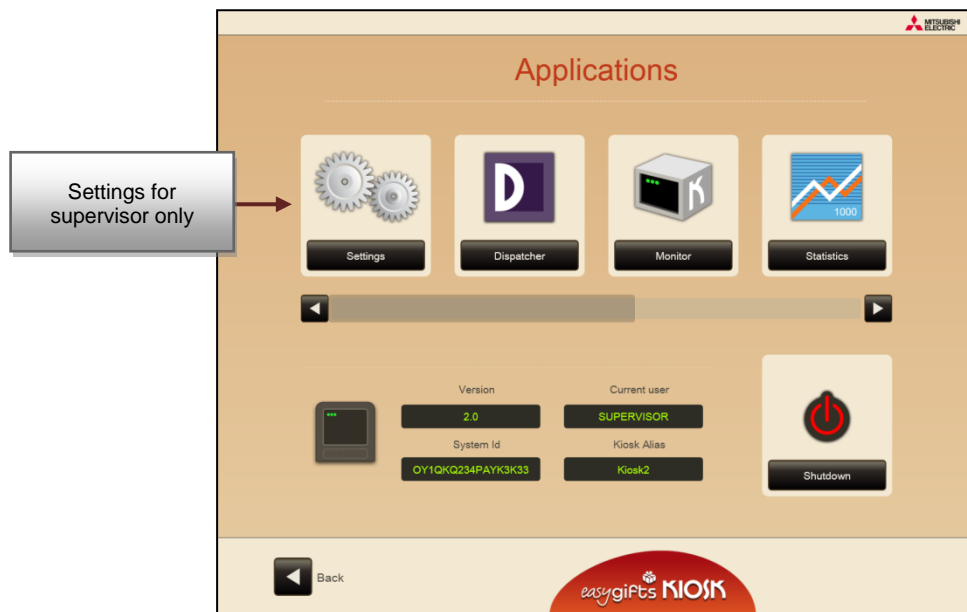 MITSUBISHI
ELECTRIC
Applications
Settings for
supervisor only
D
K
1000
Settings
Dispatcher
Monitor
Statistics
Version
Current user
2.0
SUPERVISOR
System Id
Kiosk Alias
OY1QKQ234PAYK3K33
Kiosk2
Shutdown
Back
easygifts KIOSK